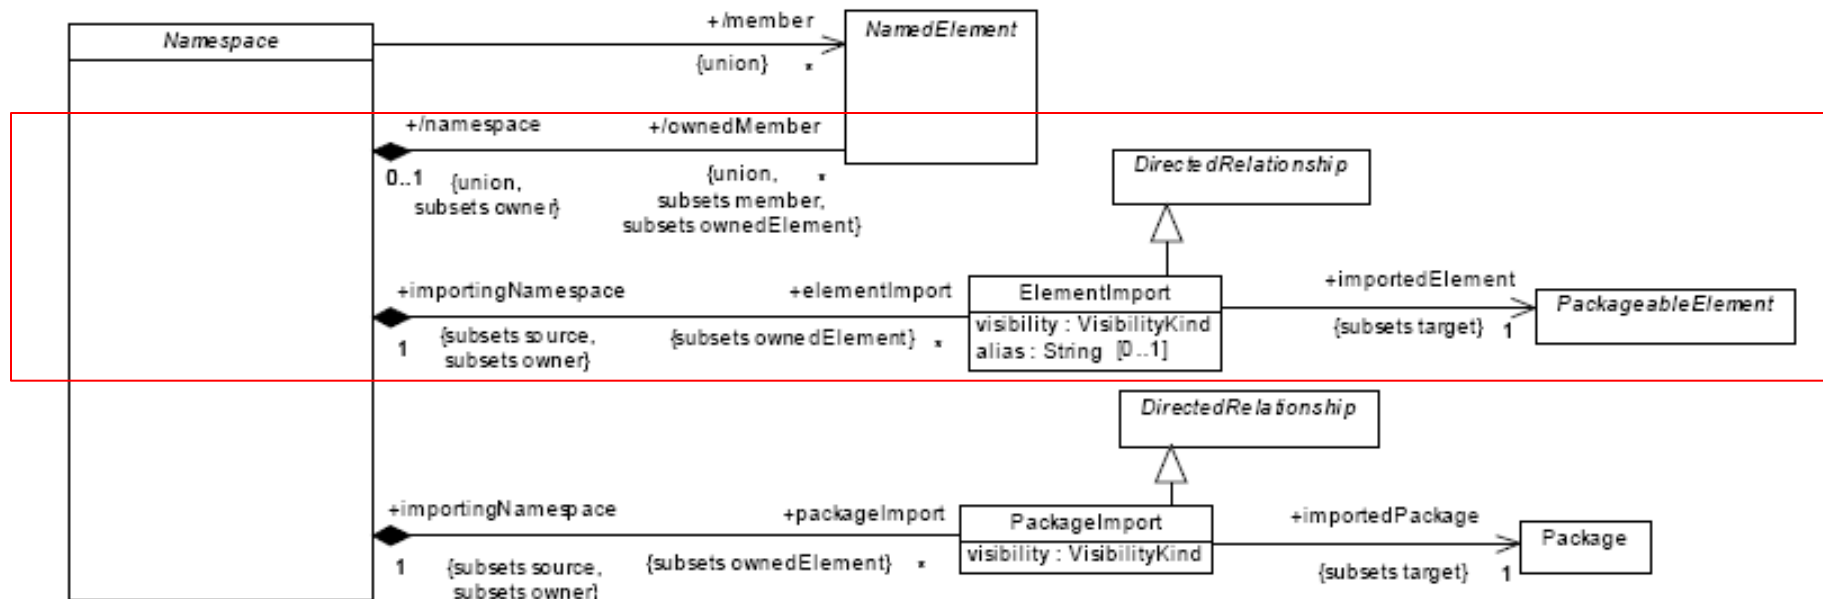 Namespace
+/member
{union} *
NamedElement
+/namespace
+/ownedMember
0..1
{union,
subsets owner}
{union, *
subsets member,
subsets ownedElement}
DirectedRelationship
+importingNamespace
+elementImport
1
{subsets source,
subsets owner}
{subsets ownedElement} *
ElementImport
visibility : VisibilityKind
alias : String [0..1]
+importedElement
{subsets target} 1
PackageableElement
DirectedRelationship
+importingNamespace
+packageImport
1
{subsets source,
subsets owner}
{subsets ownedElement} *
PackageImport
visibility : VisibilityKind
+importedPackage
{subsets target} 1
Package